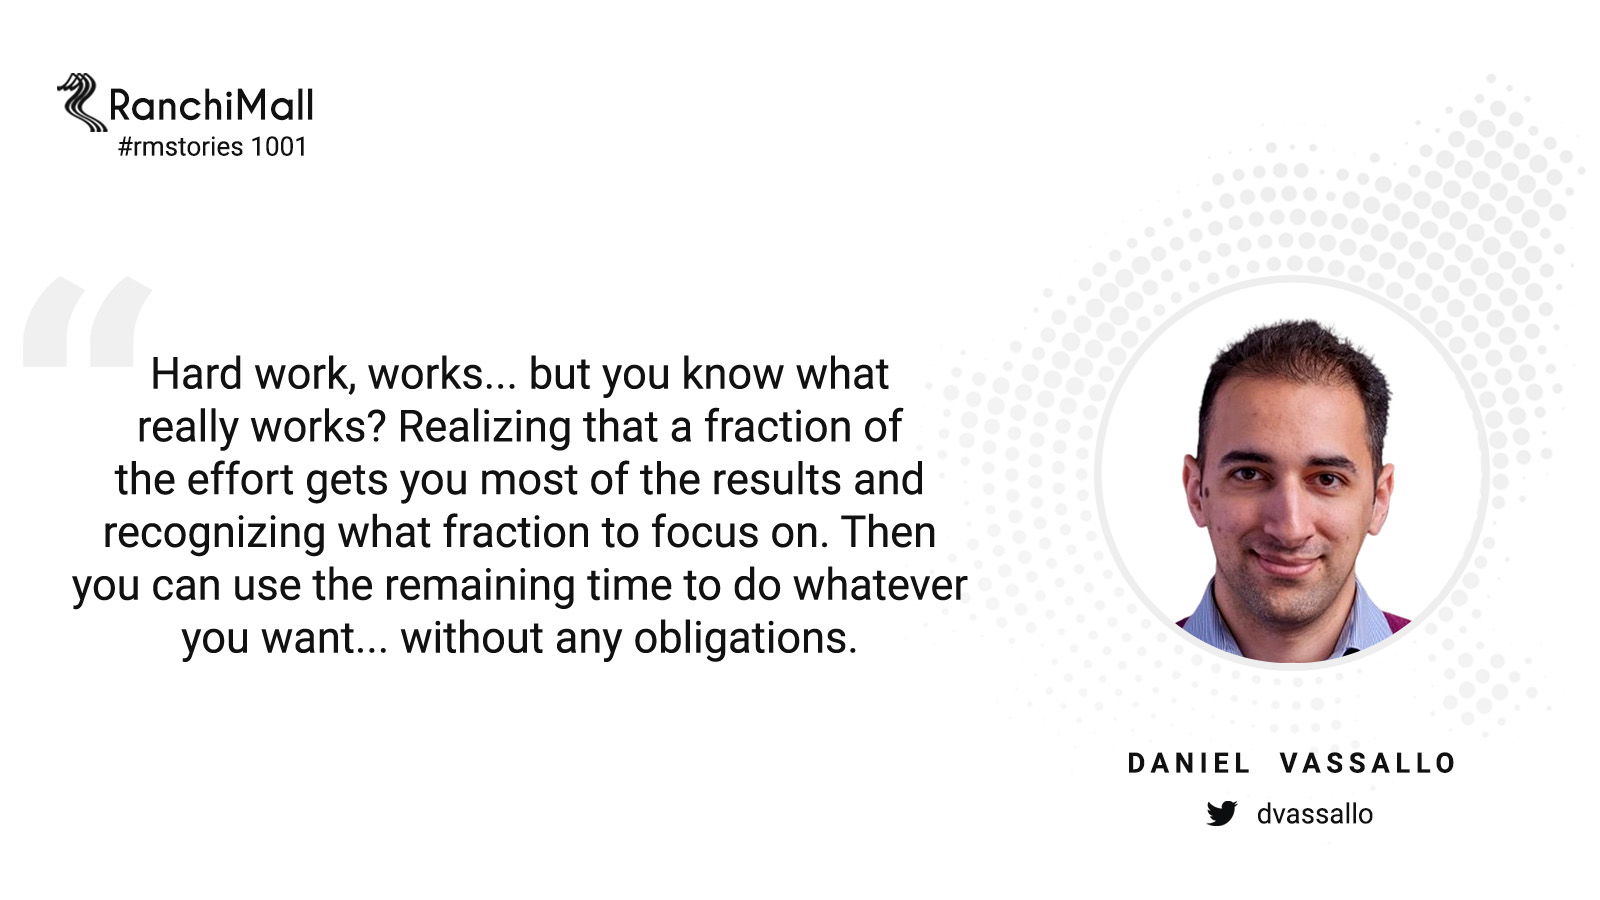 RanchiMall
#rmstories 1001
Hard work, works... but you know what
really works? Realizing that a fraction of
the effort gets you most of the results and
recognizing what fraction to focus on. Then
you can use the remaining time to do whatever
you want... without any obligations.
DANIEL VASSALLO
dvassallo